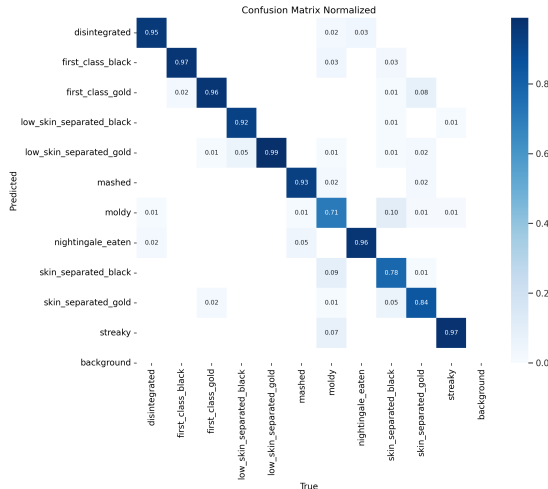 Confusion Matrix Normalized
disintegrated 0.95 0.02 0.03
first_class_black 0.97 0.03 0.03
0.8
first_class_gold 0.02 0.96 0.01 0.08
low_skin_separated_black 0.92 0.01 0.01
0.6
low_skin_separated_gold 0.01 0.05 0.99 0.01 0.01 0.02
mashed 0.93 0.02 0.02
Predicted
moldy 0.01 0.01 0.71 0.10 0.01 0.01
0.4
nightingale_eaten 0.02 0.05 0.96
skin_separated_black 0.09 0.78 0.01
0.2
skin_separated_gold 0.02 0.01 0.05 0.84
streaky 0.07 0.97
background
0.0
disintegrated
first_class_black
first_class_gold
low_skin_separated_black
low_skin_separated_gold
mashed
moldy
nightingale_eaten
skin_separated_black
skin_separated_gold
streaky
background
True